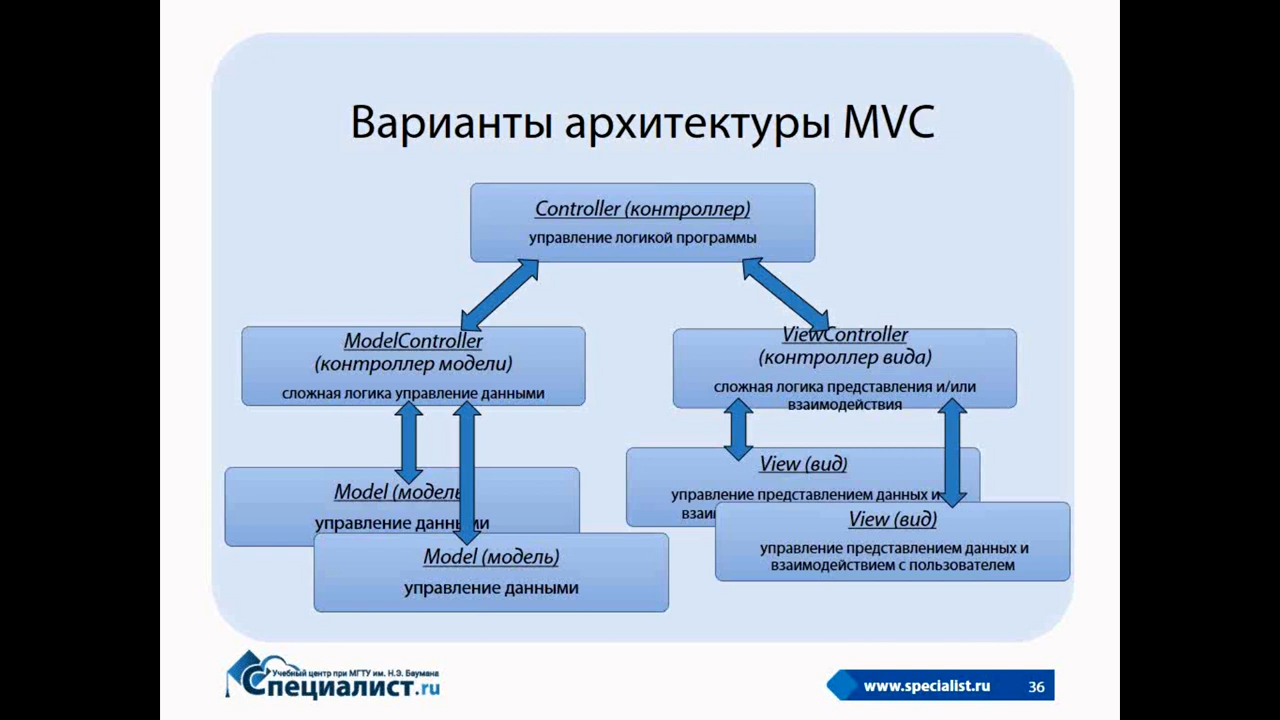 Варианты архитектуры MVC
Controller (контроллер)
управление логикой программы
ModelController
(контроллер модели)
сложная логика управление данными
ViewController
(контроллер вида)
сложная логика представления и/или
взаимодействия
Model (модель
управление данными
Model (модель)
управление данными
View (вид)
управление представлением данных и
View (вид)
управление представлением данных и
взаимодействием с пользователем
Учебный центр при МГТУ им. Н.Э. Баумана
Специалист.ru
www.specialist.ru
36